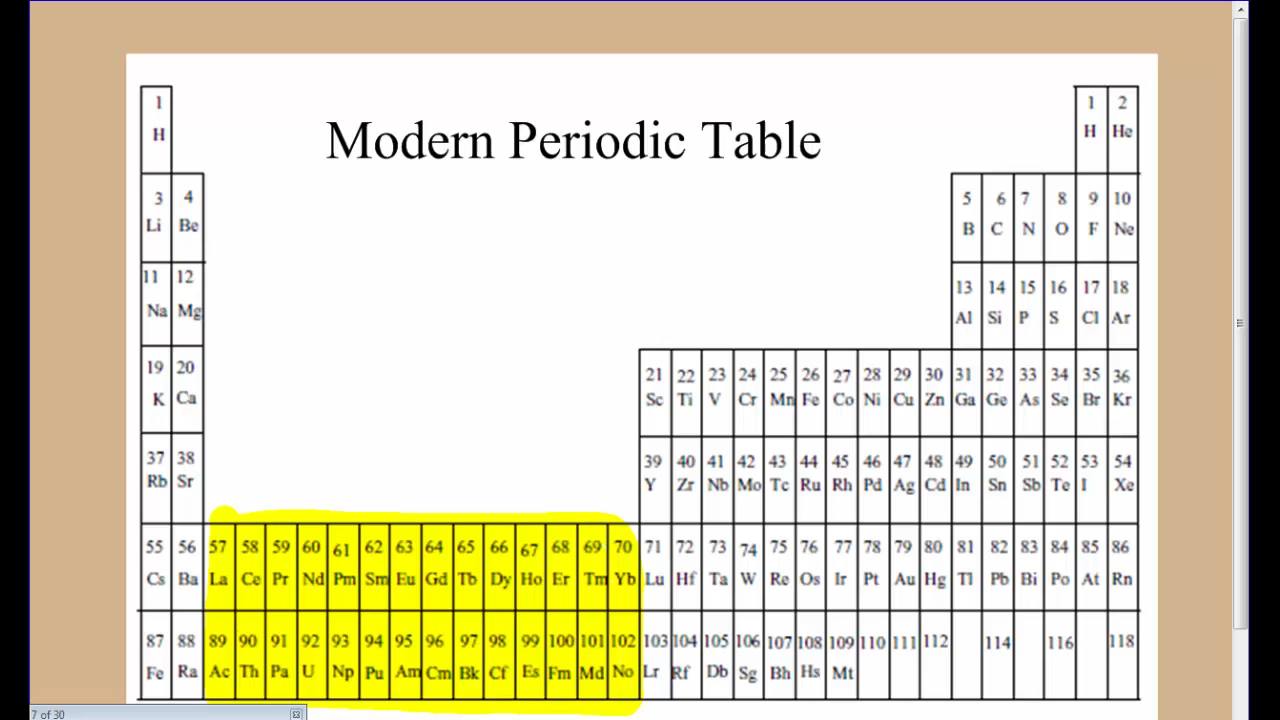 1 1 2
H Modern Periodic Table H He
3 4 5 6 7 8 9 10
Li Be B C N O F Ne
11 12 13 14 15 16 17 18
Na Mg Al Si P S Cl Ar
19 20 21 22 23 24 25 26 27 28 29 30 31 32 33 34 35 36
K Ca Sc Ti V Cr Mn Fe Co Ni Cu Zn Ga Ge As Se Br Kr
37 38 39 40 41 42 43 44 45 46 47 48 49 50 51 52 53 54
Rb Sr Y Zr Nb Mo Tc Ru Rh Pd Ag Cd In Sn Sb Te I Xe
55 56 57 58 59 60 61 62 63 64 65 66 67 68 69 70 71 72 73 74 75 76 77 78 79 80 81 82 83 84 85 86
Cs Ba La Ce Pr Nd Pm Sm Eu Gd Tb Dy Ho Er Tm Yb Lu Hf Ta W Re Os Ir Pt Au Hg Tl Pb Bi Po At Rn
87 88 89 90 91 92 93 94 95 96 97 98 99 100 101 102 103 104 105 106 107 108 109 110 111 112 114 116 118
Fe Ra Ac Th Pa U Np Pu Am Cm Bk Cf Es Fm Md No Lr Rf Db Sg Bh Hs Mt
7 of 30